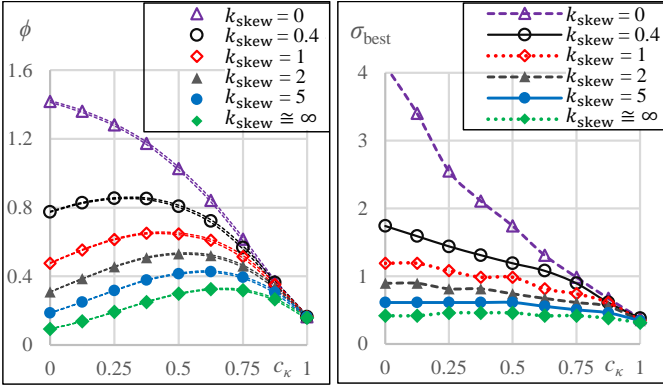 ϕ
k_skew = 0
k_skew = 0.4
k_skew = 1
k_skew = 2
k_skew = 5
k_skew ≅ ∞
1.6
1.2
0.8
0.4
0
0 0.25 0.5 0.75 c_κ 1
σ_best
k_skew = 0
k_skew = 0.4
k_skew = 1
k_skew = 2
k_skew = 5
k_skew ≅ ∞
4
2
0
0 0.25 0.5 0.75 c_κ 1